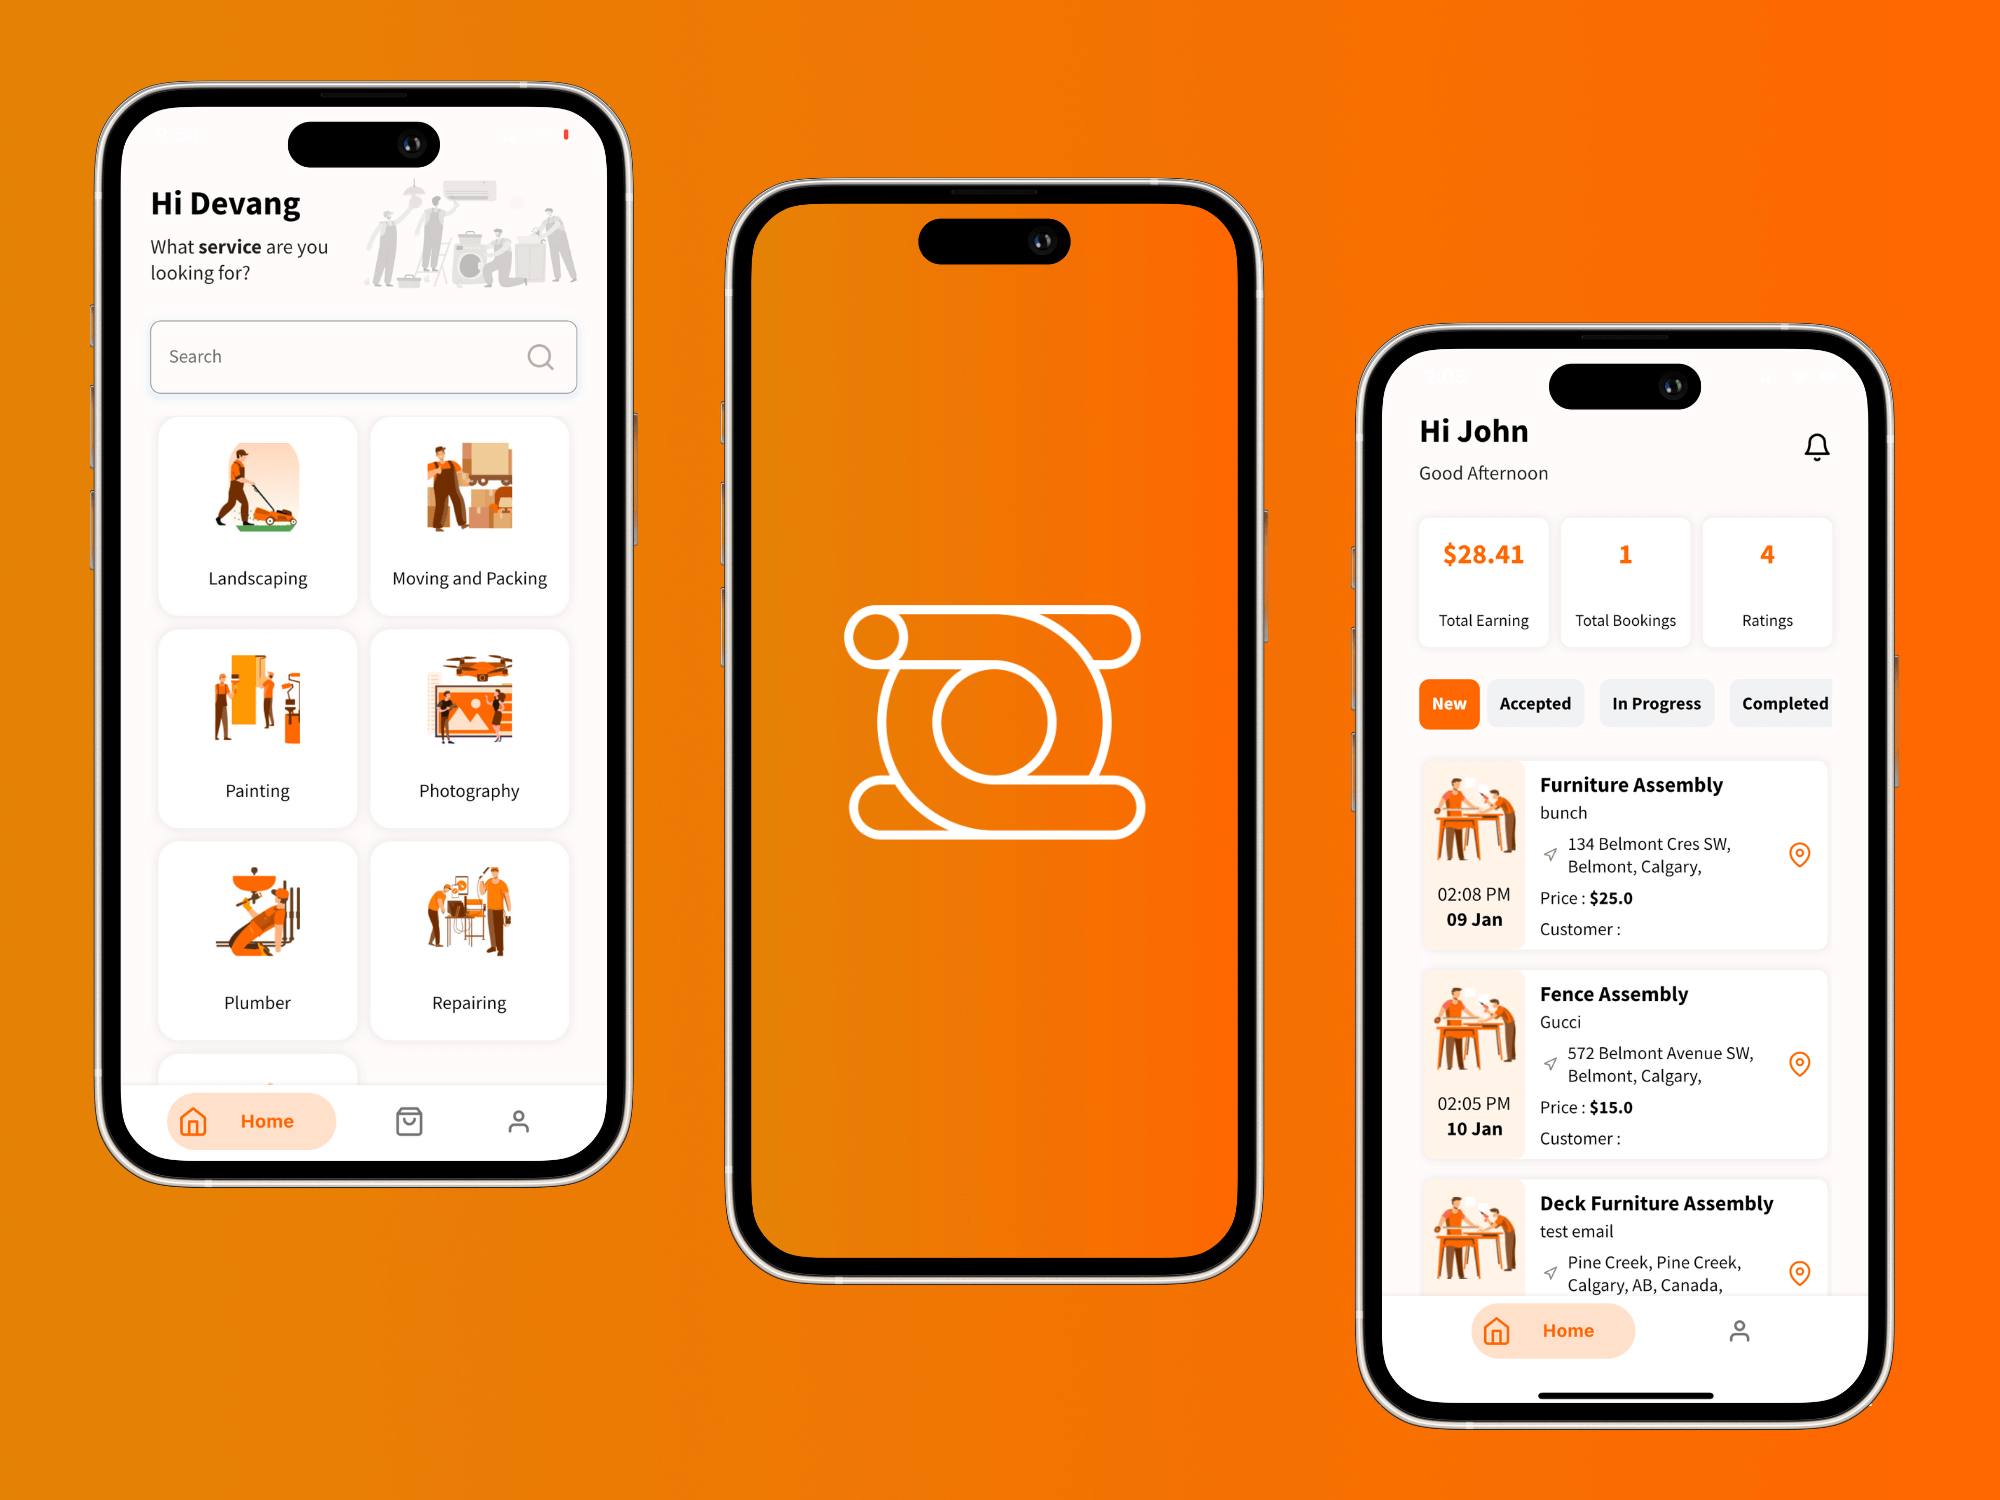 Hi Devang
What service are you
looking for?
Search
Landscaping
Moving and Packing
Painting
Photography
Plumber
Repairing
Home
Hi John
Good Afternoon
$28.41
Total Earning
1
Total Bookings
4
Ratings
New
Accepted
In Progress
Completed
Furniture Assembly
bunch
134 Belmont Cres SW,
Belmont, Calgary,
02:08 PM
09 Jan
Price : $25.0
Customer :
Fence Assembly
Gucci
572 Belmont Avenue SW,
Belmont, Calgary,
02:05 PM
10 Jan
Price : $15.0
Customer :
Deck Furniture Assembly
test email
Pine Creek, Pine Creek,
Calgary, AB, Canada,
Home